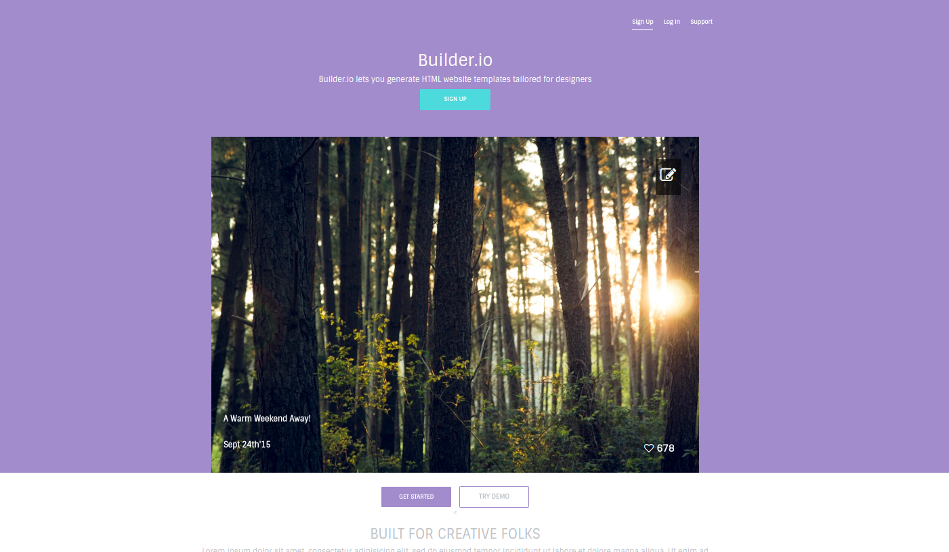 Sign Up Log In Support
Builder.io
Builder.io lets you generate HTML website templates tailored for designers
SIGN UP
A Warm Weekend Away!
Sept 24th'15
678
GET STARTED TRY DEMO
BUILT FOR CREATIVE FOLKS
Lorem ipsum dolor sit amet, consectetur adipisicing elit, sed do eiusmod tempor incididunt ut labore et dolore magna aliqua. Ut enim ad